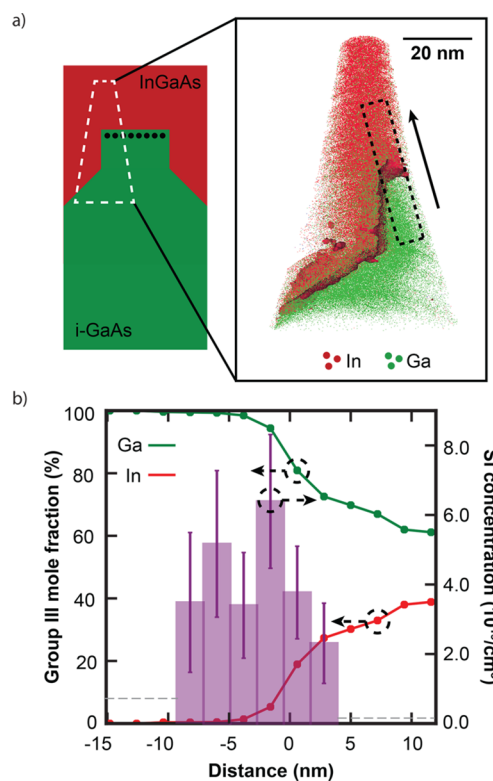 a)
InGaAs
i-GaAs
20 nm
In
Ga
b)
Group III mole fraction (%)
100
80
60
40
20
0
Ga
In
8.0
6.0
4.0
2.0
0.0
Si concentration
-15
-10
-5
0
5
10
Distance (nm)